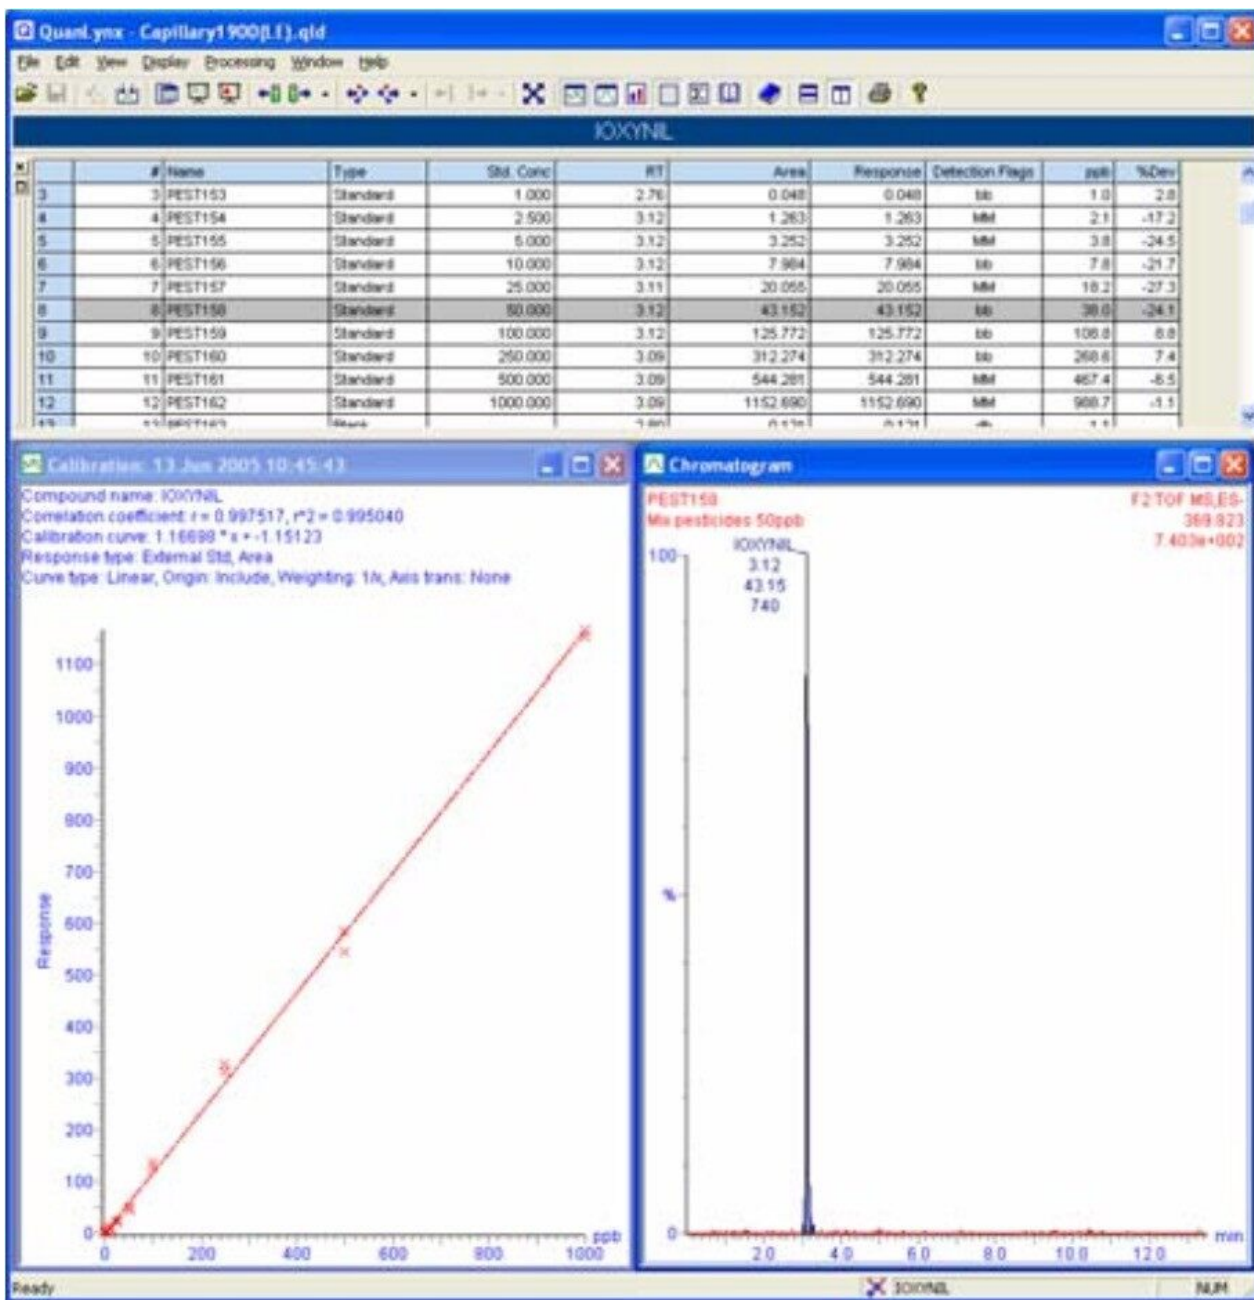 QuanLynx - Capillary1900(LE).qld
File Edit View Display Processing Window Help
IOXYNIL
# Name Type Std. Conc RT Area Response Detection Flags ppb %Dev
3 3 PEST153 Standard 1.000 2.76 0.048 0.048 bb 1.0 2.8
4 4 PEST154 Standard 2.500 3.12 1.263 1.263 MM 2.1 -17.2
5 5 PEST155 Standard 5.000 3.12 3.252 3.252 MM 3.8 -24.5
6 6 PEST156 Standard 10.000 3.12 7.984 7.984 bb 7.8 -21.7
7 7 PEST157 Standard 25.000 3.11 20.055 20.055 MM 18.2 -27.3
8 8 PEST158 Standard 50.000 3.12 43.152 43.152 bb 38.0 -24.1
9 9 PEST159 Standard 100.000 3.12 125.772 125.772 bb 108.8 8.8
10 10 PEST160 Standard 250.000 3.09 312.274 312.274 bb 268.6 7.4
11 11 PEST161 Standard 500.000 3.09 544.281 544.281 MM 467.4 -6.5
12 12 PEST162 Standard 1000.000 3.09 1152.690 1152.690 MM 988.7 -1.1
Calibration: 13 Jun 2005 10:45:43
Compound name: IOXYNIL
Correlation coefficient: r = 0.997517, r^2 = 0.995040
Calibration curve: 1.16698 * x + -1.15123
Response type: External Std, Area
Curve type: Linear, Origin: Include, Weighting: 1/x, Axis trans: None
1100
1000
900
800
700
600
500
400
300
200
100
0
Response
0 200 400 600 800 1000 ppb
Chromatogram
PEST158 F2:TOF MS,ES-
Mix pesticides 50ppb 369.823
7.403e+002
IOXYNIL
3.12
43.15
740
100
%
0
2.0 4.0 6.0 8.0 10.0 12.0 min
Ready IOXYNIL NUM